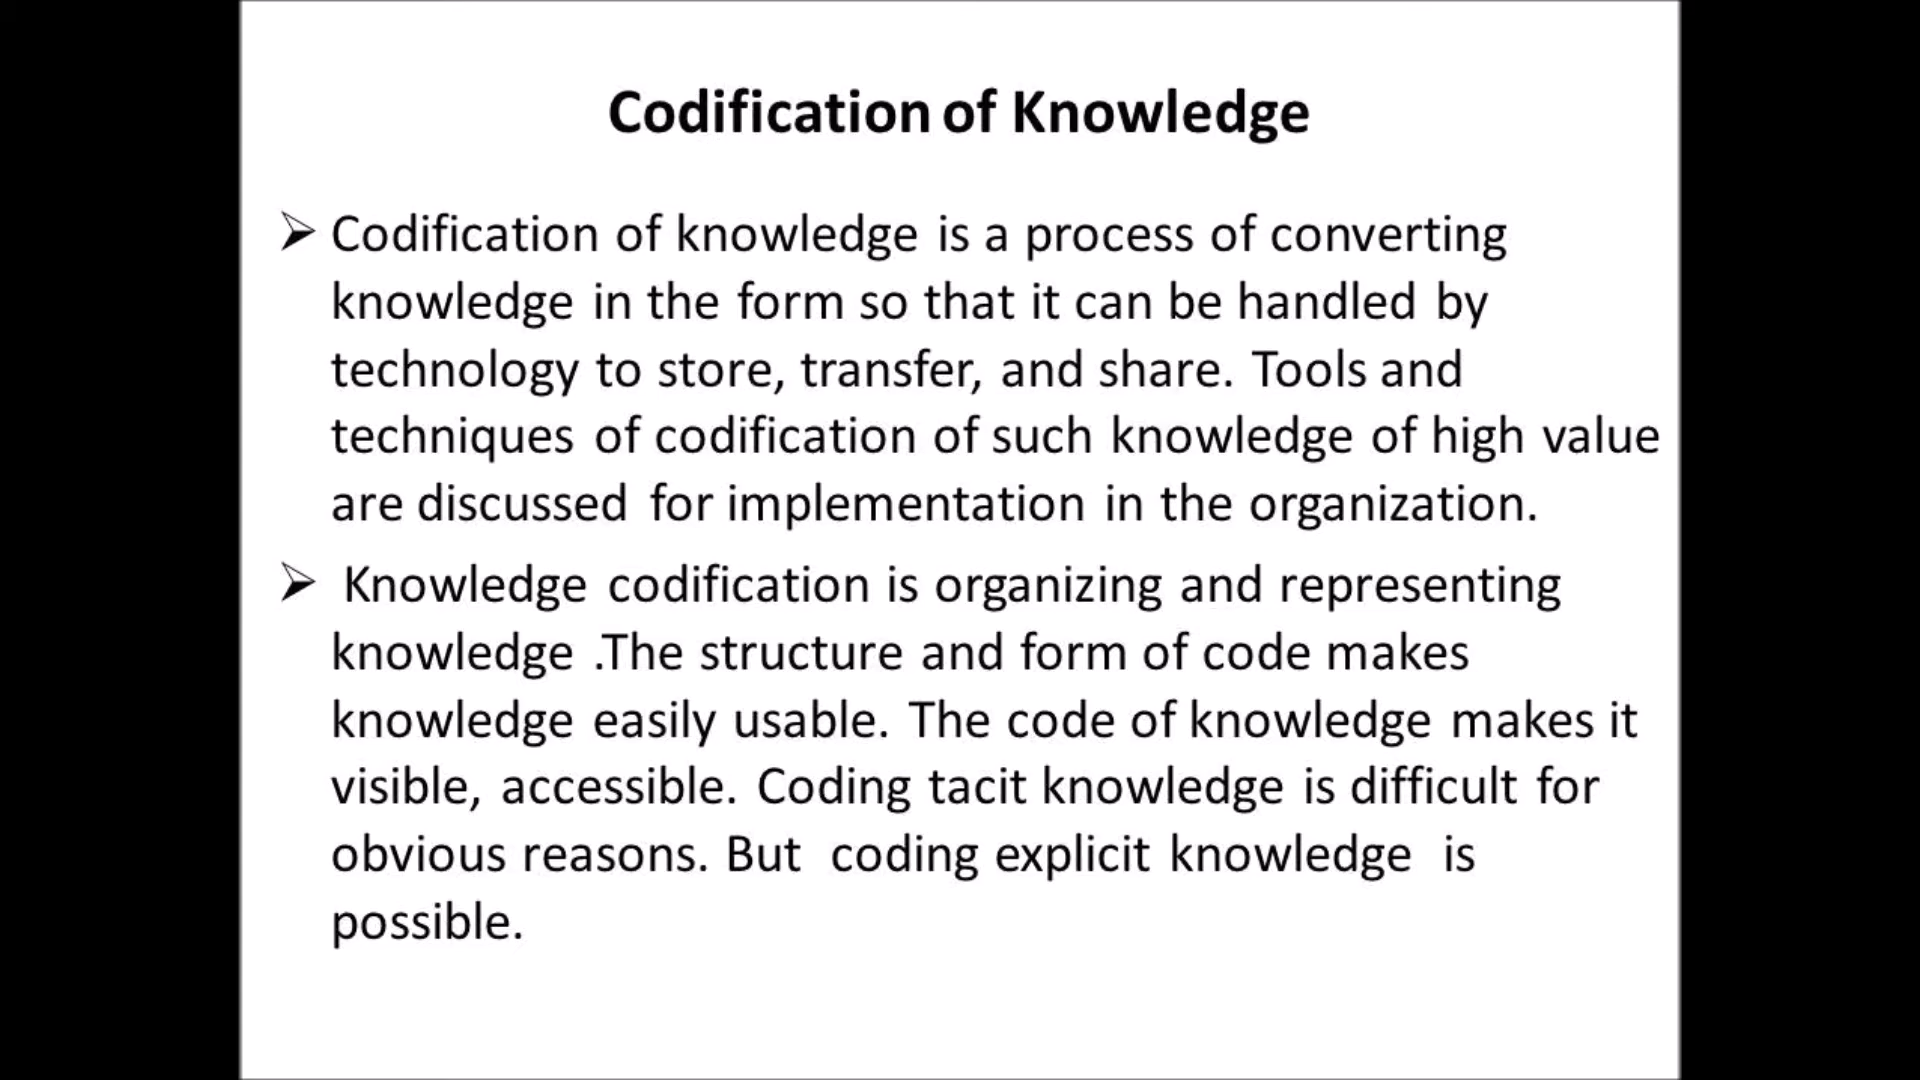 Codification of Knowledge
➢ Codification of knowledge is a process of converting
knowledge in the form so that it can be handled by
technology to store, transfer, and share. Tools and
techniques of codification of such knowledge of high value
are discussed for implementation in the organization.
➢ Knowledge codification is organizing and representing
knowledge .The structure and form of code makes
knowledge easily usable. The code of knowledge makes it
visible, accessible. Coding tacit knowledge is difficult for
obvious reasons. But coding explicit knowledge is
possible.